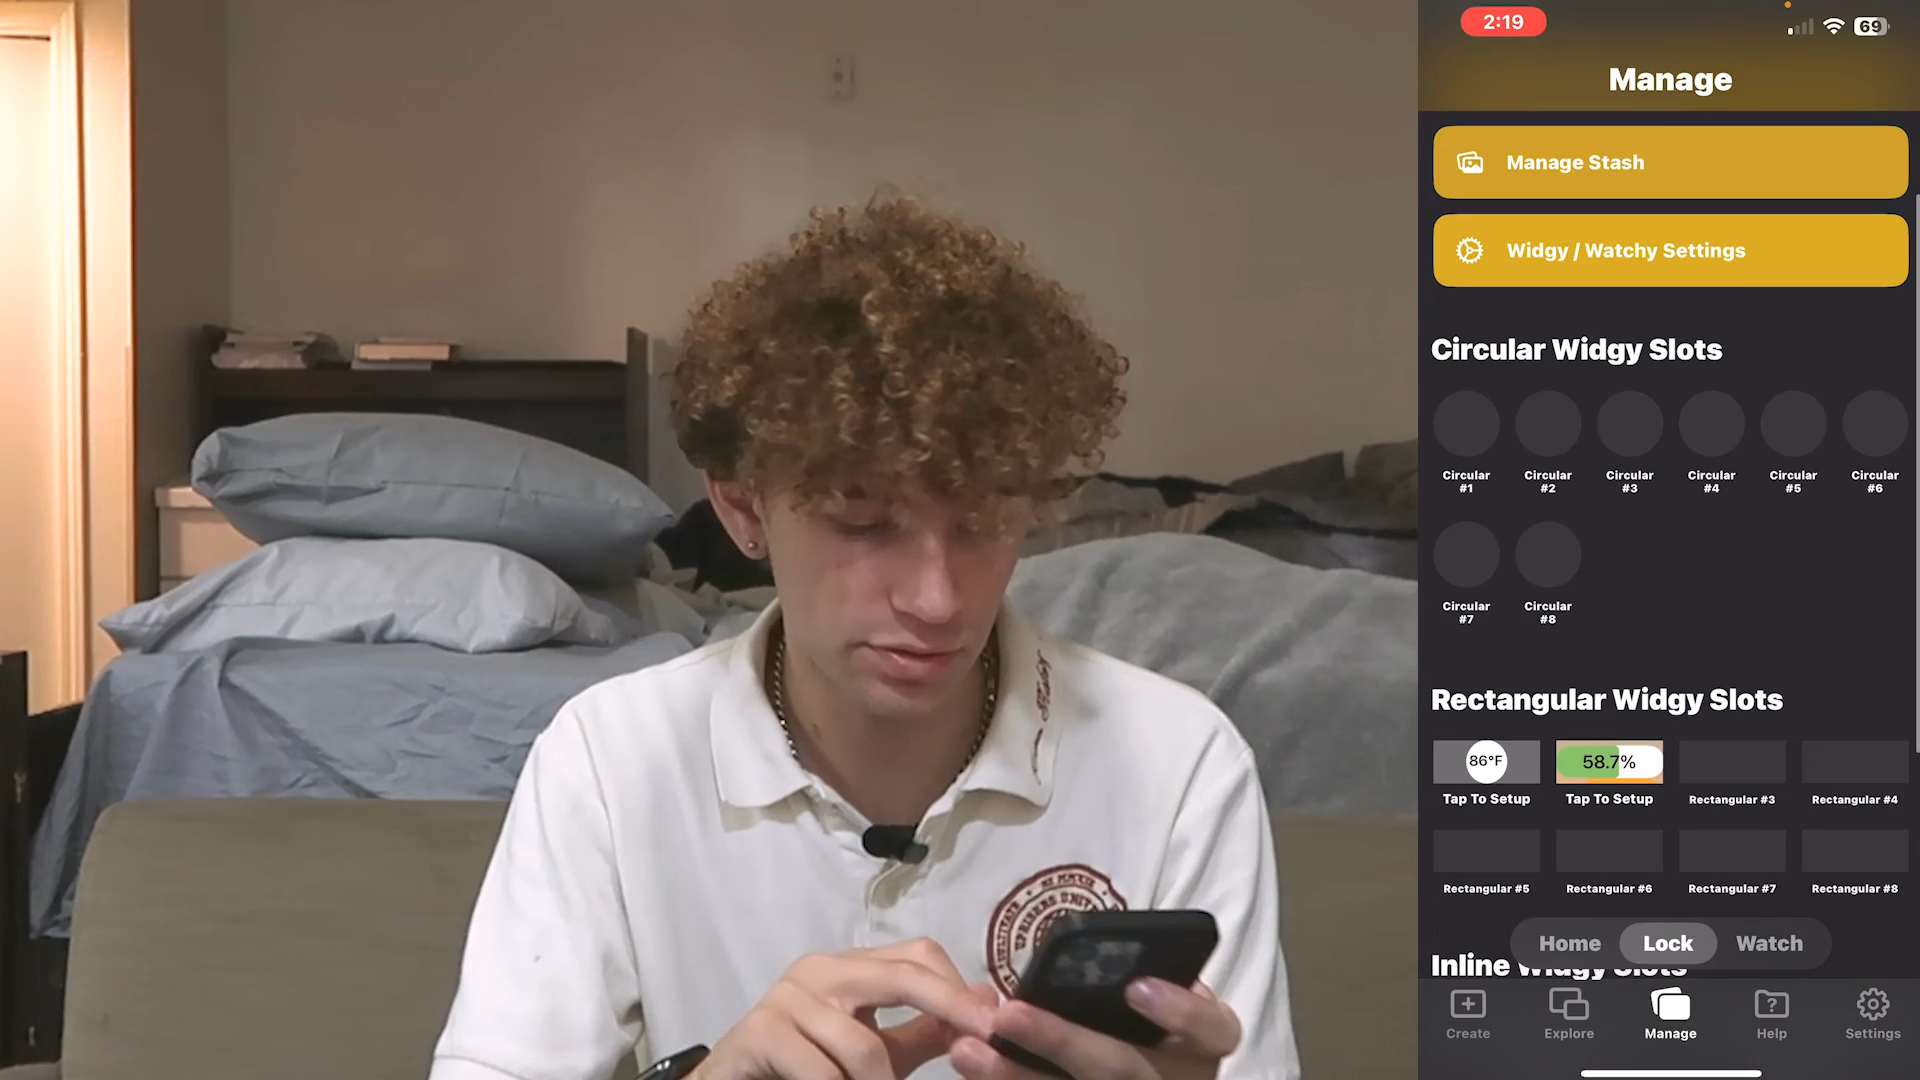 2:19
69
Manage
Manage Stash
Widgy / Watchy Settings
Circular Widgy Slots
Circular #1
Circular #2
Circular #3
Circular #4
Circular #5
Circular #6
Circular #7
Circular #8
Rectangular Widgy Slots
86°F
58.7%
Tap To Setup
Tap To Setup
Rectangular #3
Rectangular #4
Rectangular #5
Rectangular #6
Rectangular #7
Rectangular #8
Inline Widgy Slots
Home
Lock
Watch
Create
Explore
Manage
Help
Settings